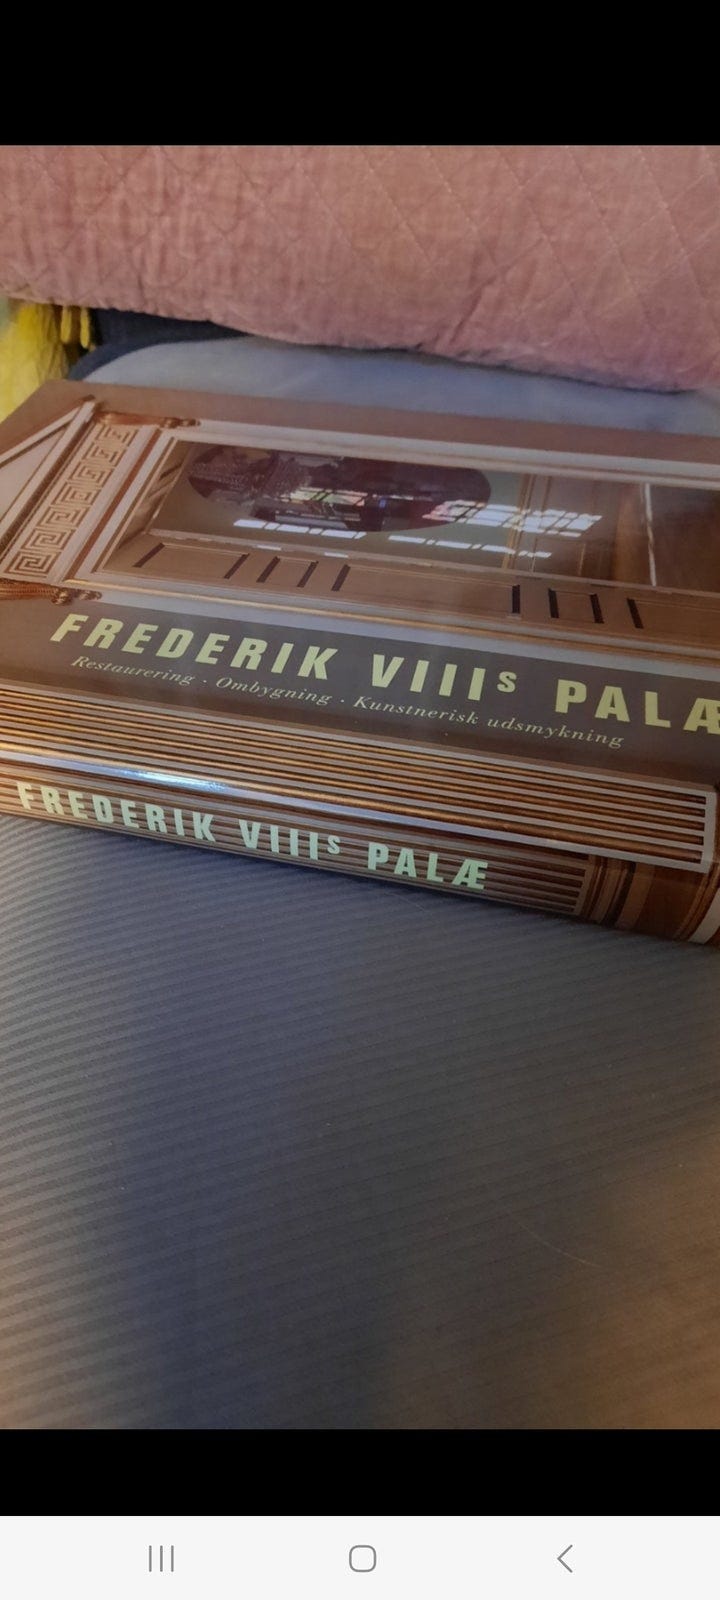 FREDERIK VIIIs PALÆ
Restaurering · Ombygning · Kunstnerisk udsmykning
FREDERIK VIIIs PALÆ